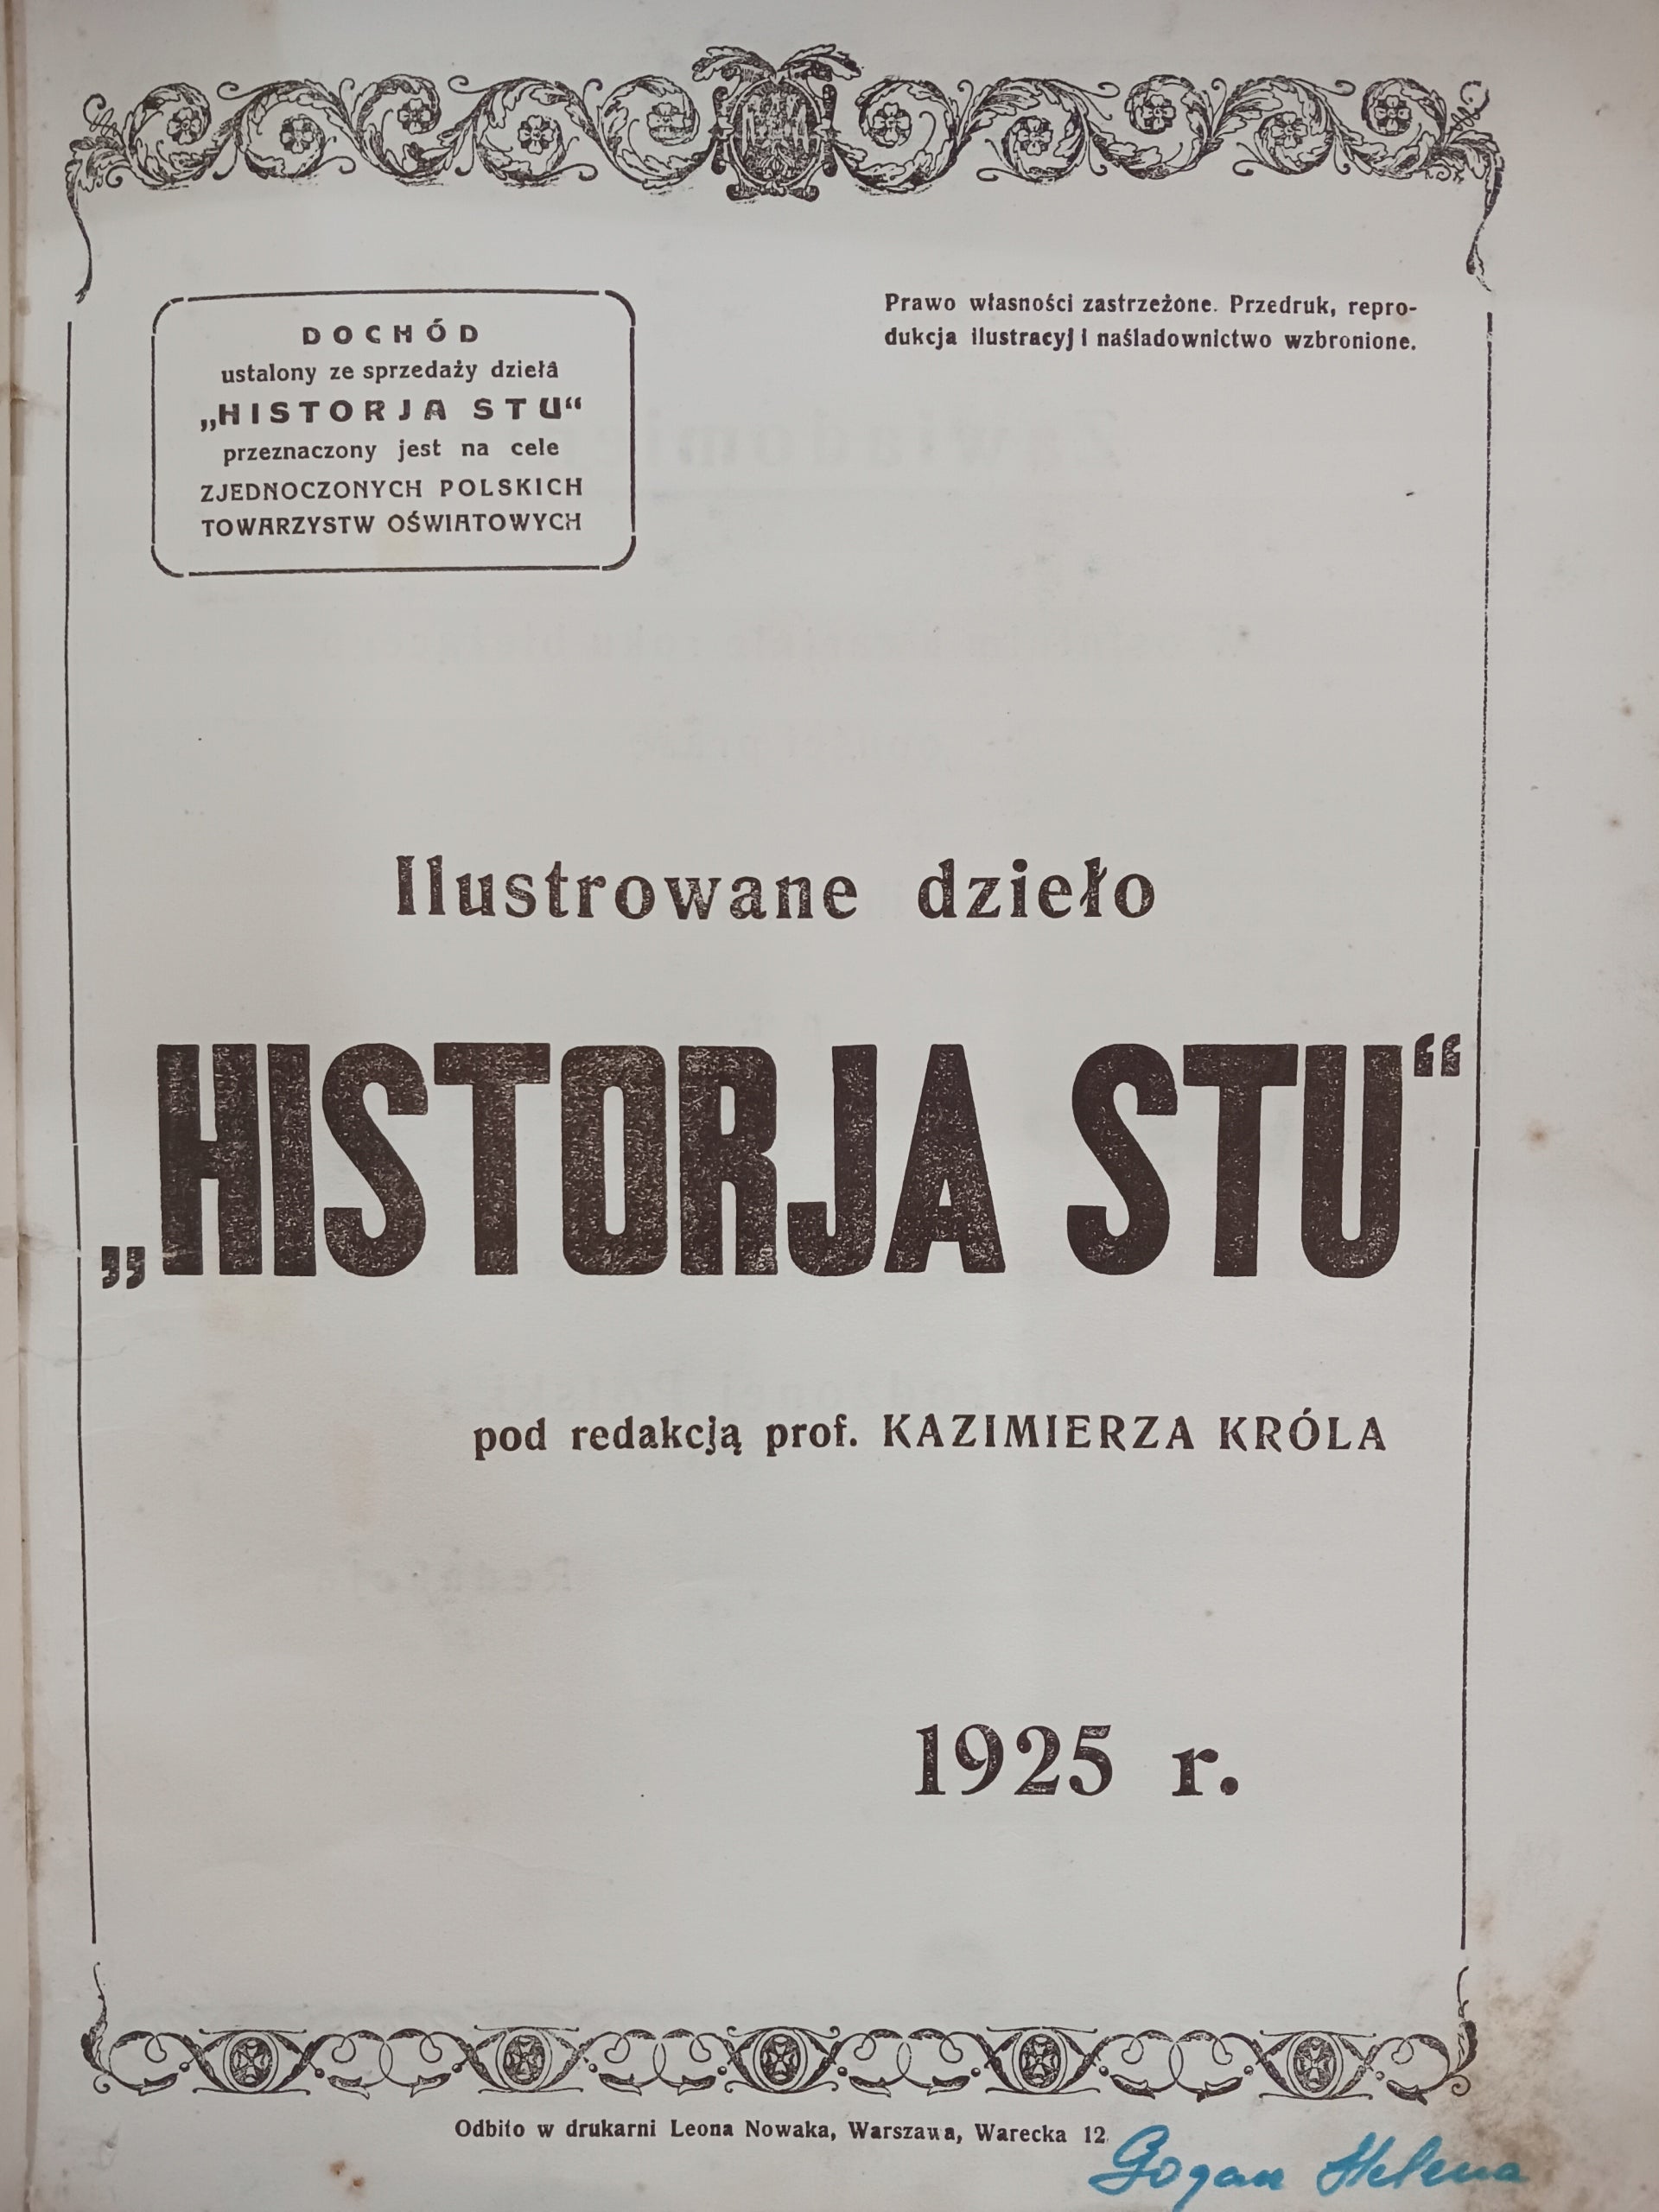 DOCHÓD
ustalony ze sprzedaży dzieła
„HISTORJA STU“
przeznaczony jest na cele
ZJEDNOCZONYCH POLSKICH
TOWARZYSTW OŚWIATOWYCH
Prawo własności zastrzeżone. Przedruk, repro-
dukcja ilustracyj i naśladownictwo wzbronione.
Ilustrowane dzieło
„HISTORJA STU“
pod redakcją prof. KAZIMIERZA KRÓLA
1925 r.
Odbito w drukarni Leona Nowaka, Warszawa, Warecka 12
Gogan Helena